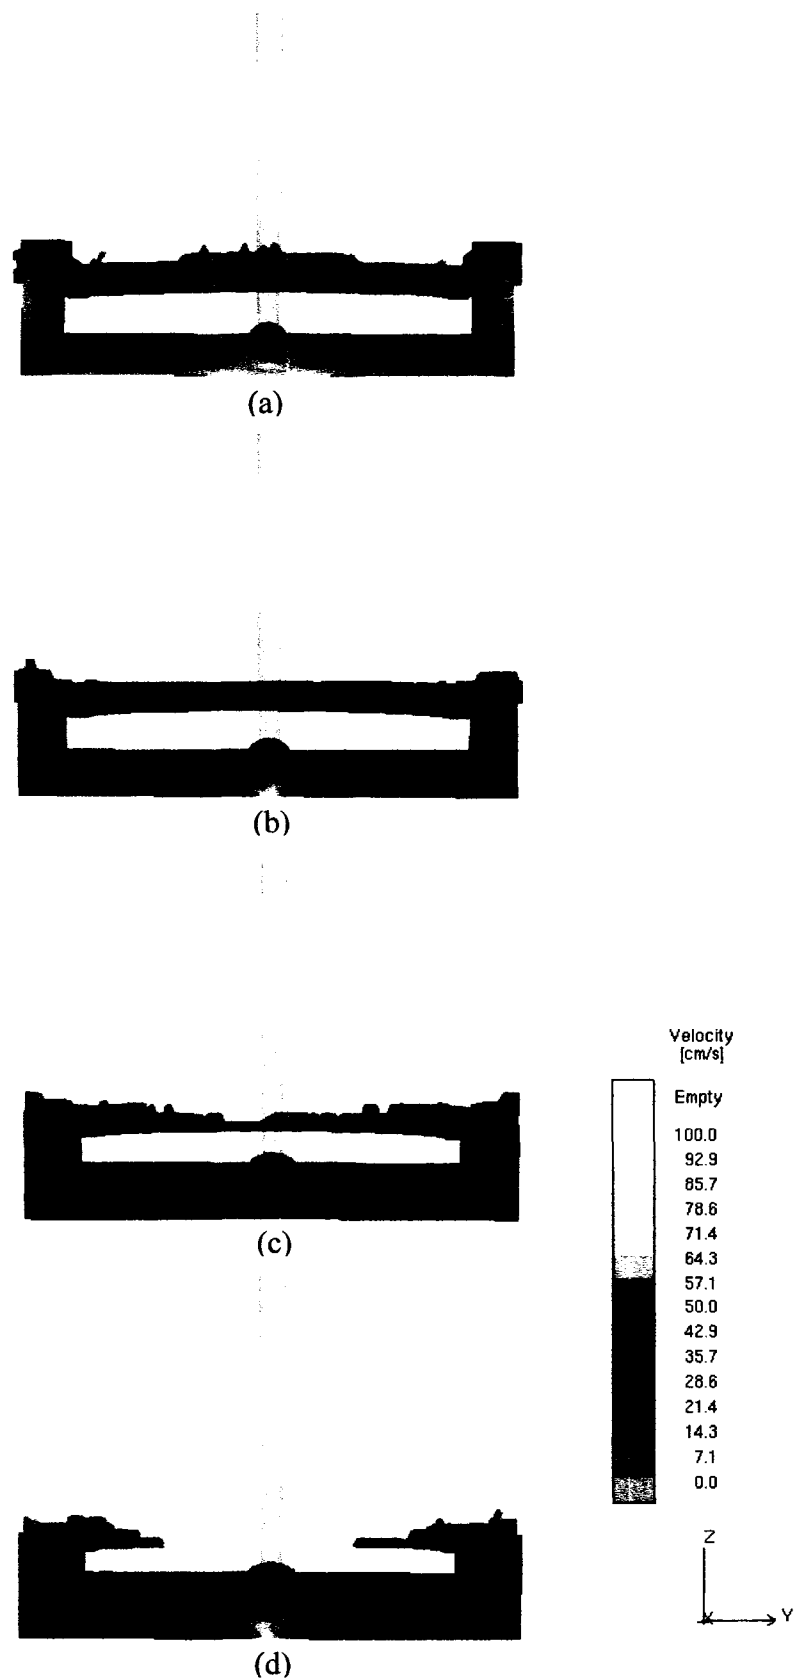 (a)
(b)
(c)
Velocity
[cm/s]
Empty
100.0
92.9
85.7
78.6
71.4
64.3
57.1
50.0
42.9
35.7
28.6
21.4
14.3
7.1
0.0
Z
X
Y
(d)